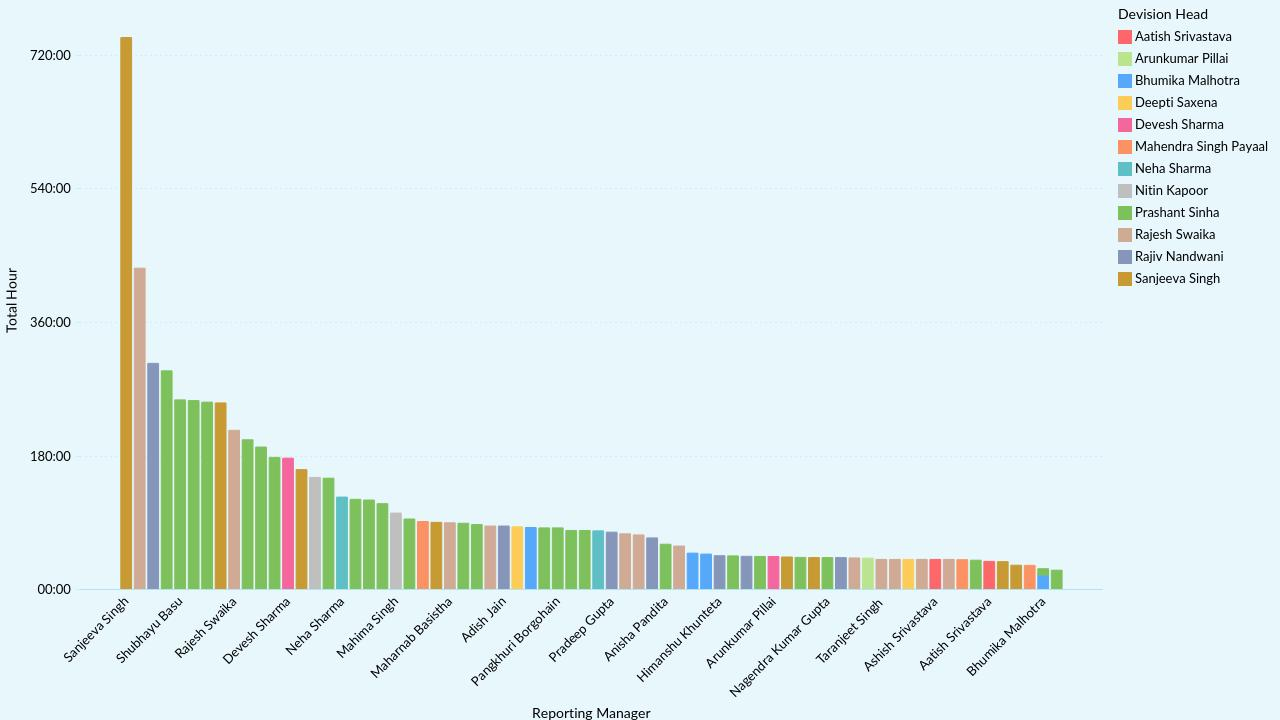 Devision Head
Aatish Srivastava
Arunkumar Pillai
Bhumika Malhotra
Deepti Saxena
Devesh Sharma
Mahendra Singh Payaal
Neha Sharma
Nitin Kapoor
Prashant Sinha
Rajesh Swaika
Rajiv Nandwani
Sanjeeva Singh
Total Hour
720:00
540:00
360:00
180:00
00:00
Sanjeeva Singh
Shubhayu Basu
Rajesh Swaika
Devesh Sharma
Neha Sharma
Mahima Singh
Maharnab Basistha
Adish Jain
Pangkhuri Borgohain
Pradeep Gupta
Anisha Pandita
Himanshu Khunteta
Arunkumar Pillai
Nagendra Kumar Gupta
Taranjeet Singh
Ashish Srivastava
Aatish Srivastava
Bhumika Malhotra
Reporting Manager